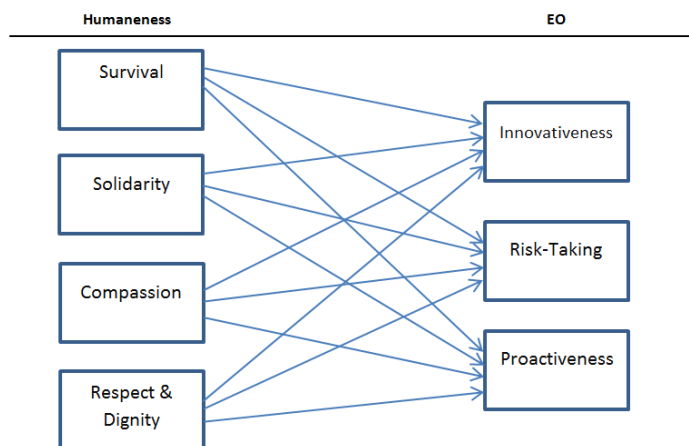 Humaneness
EO
Survival
Innovativeness
Solidarity
Risk-Taking
Compassion
Proactiveness
Respect &
Dignity